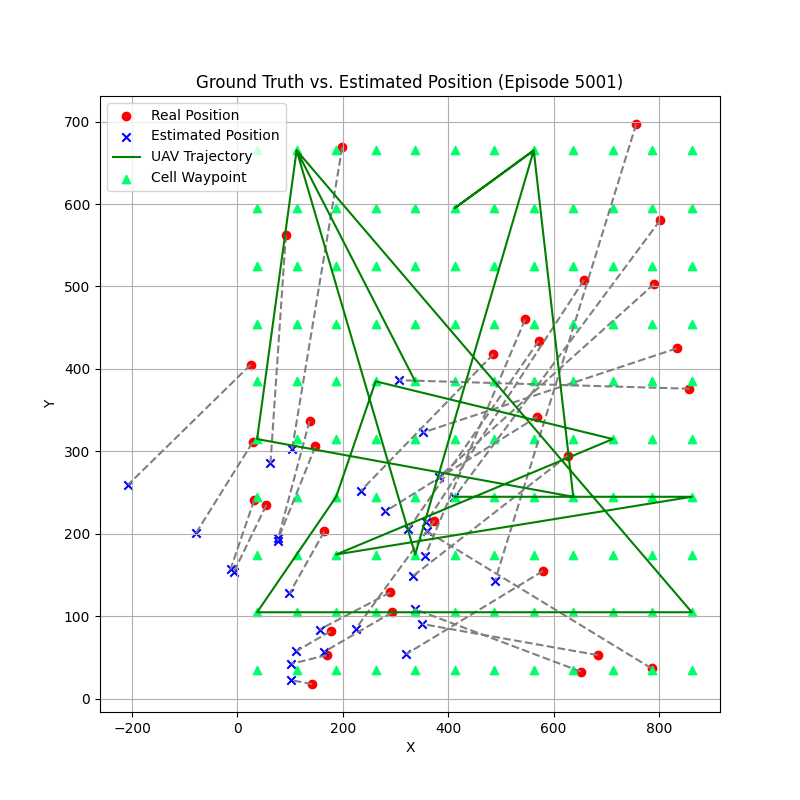 Ground Truth vs. Estimated Position (Episode 5001)
Real Position
Estimated Position
UAV Trajectory
Cell Waypoint
700
600
500
400
300
200
100
0
Y
−200 0 200 400 600 800
X